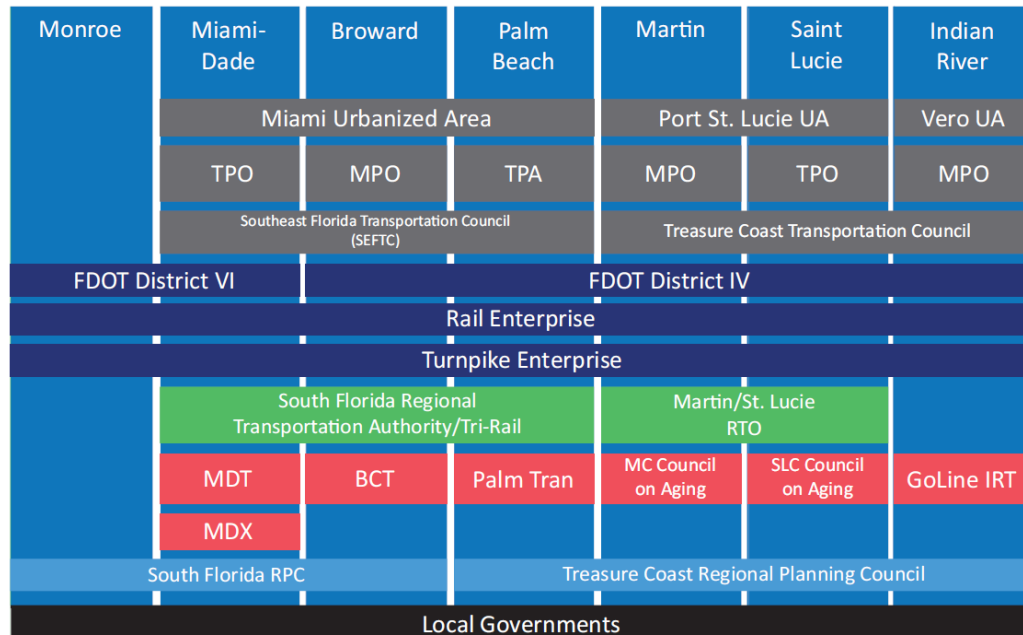 Monroe
Miami-
Dade
Broward
Palm
Beach
Martin
Saint
Lucie
Indian
River
Miami Urbanized Area
Port St. Lucie UA
Vero UA
TPO
MPO
TPA
MPO
TPO
MPO
Southeast Florida Transportation Council
(SEFTC)
Treasure Coast Transportation Council
FDOT District VI
FDOT District IV
Rail Enterprise
Turnpike Enterprise
South Florida Regional
Transportation Authority/Tri-Rail
Martin/St. Lucie
RTO
MDT
BCT
Palm Tran
MC Council
on Aging
SLC Council
on Aging
GoLine IRT
MDX
South Florida RPC
Treasure Coast Regional Planning Council
Local Governments